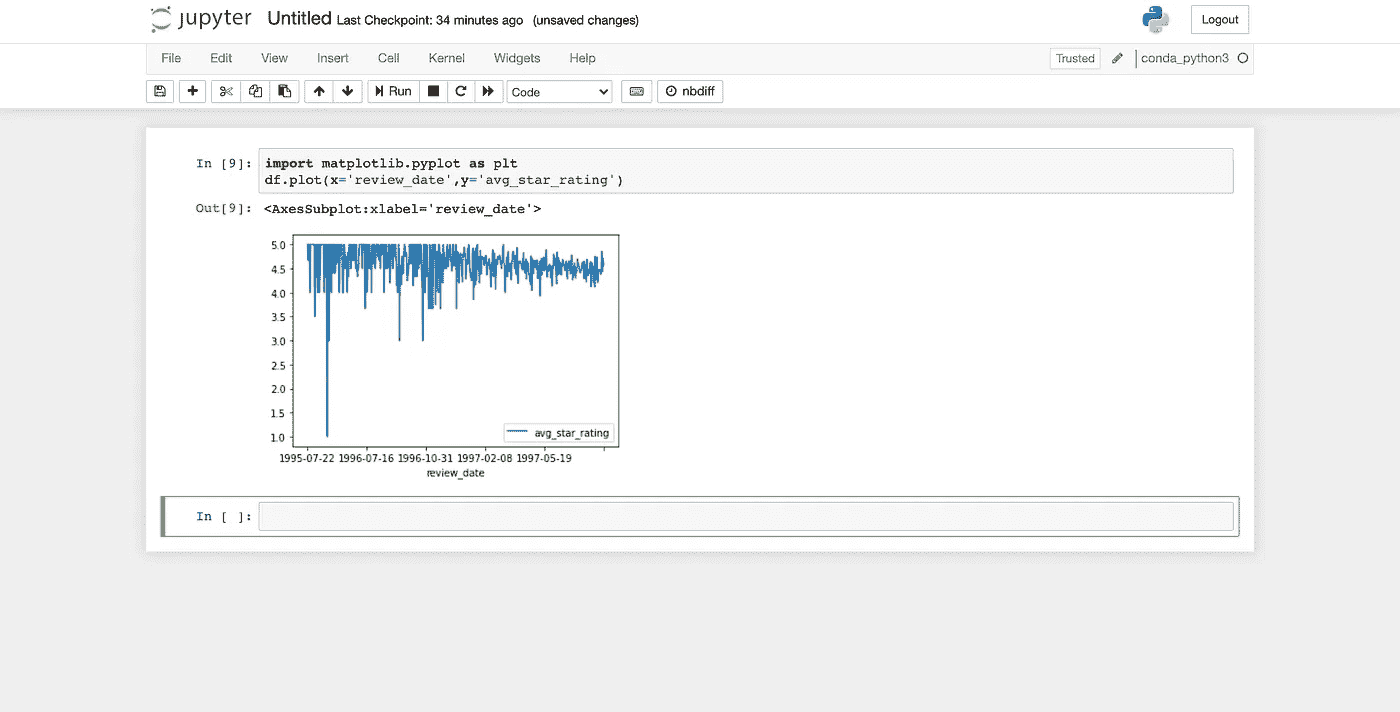 jupyter Untitled Last Checkpoint: 34 minutes ago (unsaved changes) Logout
File Edit View Insert Cell Kernel Widgets Help Trusted conda_python3
Run Code nbdiff
In [9]: import matplotlib.pyplot as plt
df.plot(x='review_date',y='avg_star_rating')
Out[9]: <AxesSubplot:xlabel='review_date'>
5.0
4.5
4.0
3.5
3.0
2.5
2.0
1.5
1.0
avg_star_rating
1995-07-22 1996-07-16 1996-10-31 1997-02-08 1997-05-19
review_date
In [ ]: